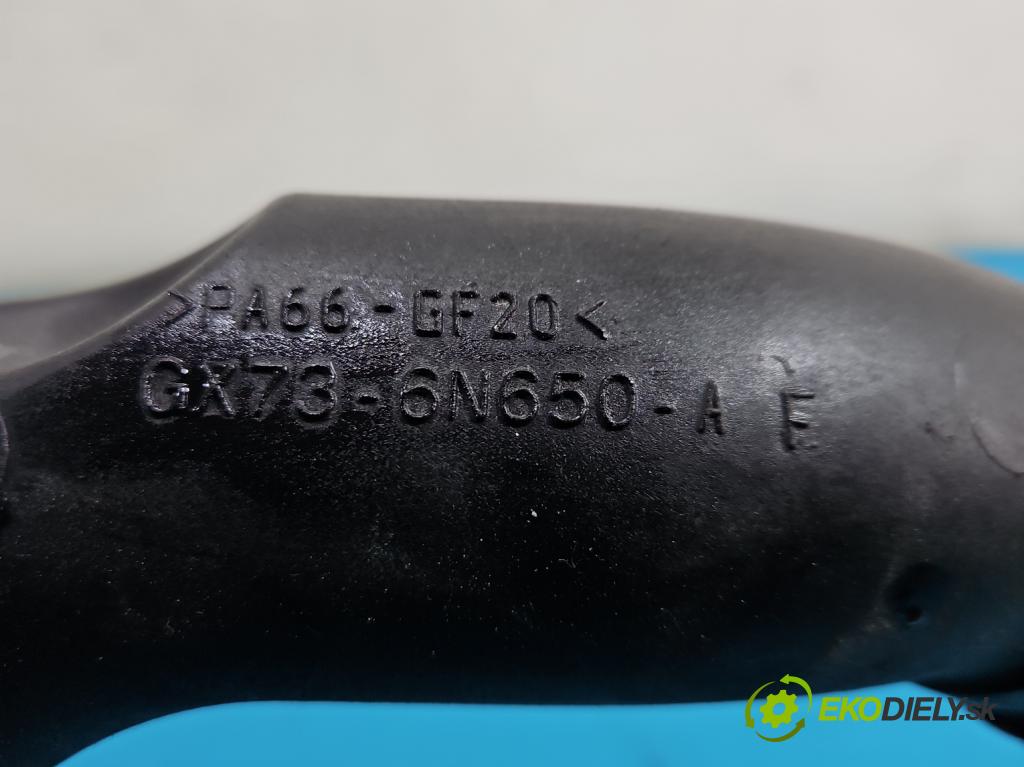 >PA66-GF20<
GX73-6N650-A E
EKODIELY.sk